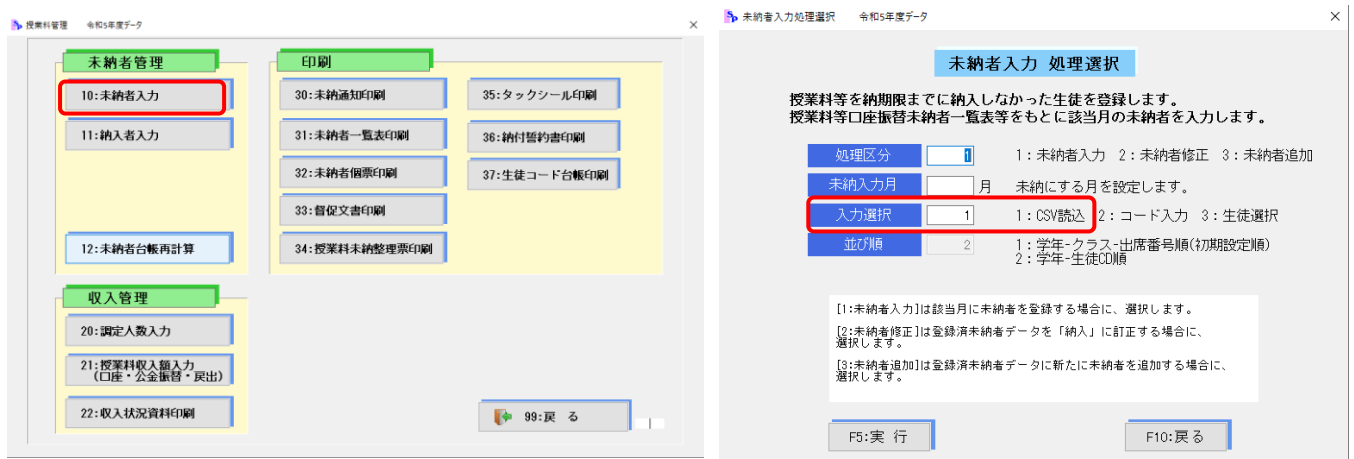 授業料管理 令和5年度データ
未納者管理
10:未納者入力
11:納入者入力
12:未納者台帳再計算
収入管理
20:調定人数入力
21:授業料収入額入力
(口座・公金振替・戻出)
22:収入状況資料印刷
印刷
30:未納通知印刷
31:未納者一覧表印刷
32:未納者個票印刷
33:督促文書印刷
34:授業料未納整理票印刷
35:タックシール印刷
36:納付誓約書印刷
37:生徒コード台帳印刷
99:戻 る
未納者入力処理選択 令和5年度データ
未納者入力 処理選択
授業料等を納期限までに納入しなかった生徒を登録します。
授業料等口座振替未納者一覧表等をもとに該当月の未納者を入力します。
処理区分 1 1:未納者入力 2:未納者修正 3:未納者追加
未納入力月 月 未納にする月を設定します。
入力選択 1 1:CSV読込 2:コード入力 3:生徒選択
並び順 2 1:学年-クラス-出席番号順(初期設定順)
2:学年-生徒CD順
[1:未納者入力]は該当月に未納者を登録する場合に、選択します。
[2:未納者修正]は登録済未納者データを「納入」に訂正する場合に、
選択します。
[3:未納者追加]は登録済未納者データに新たに未納者を追加する場合に、
選択します。
F5:実 行
F10:戻る